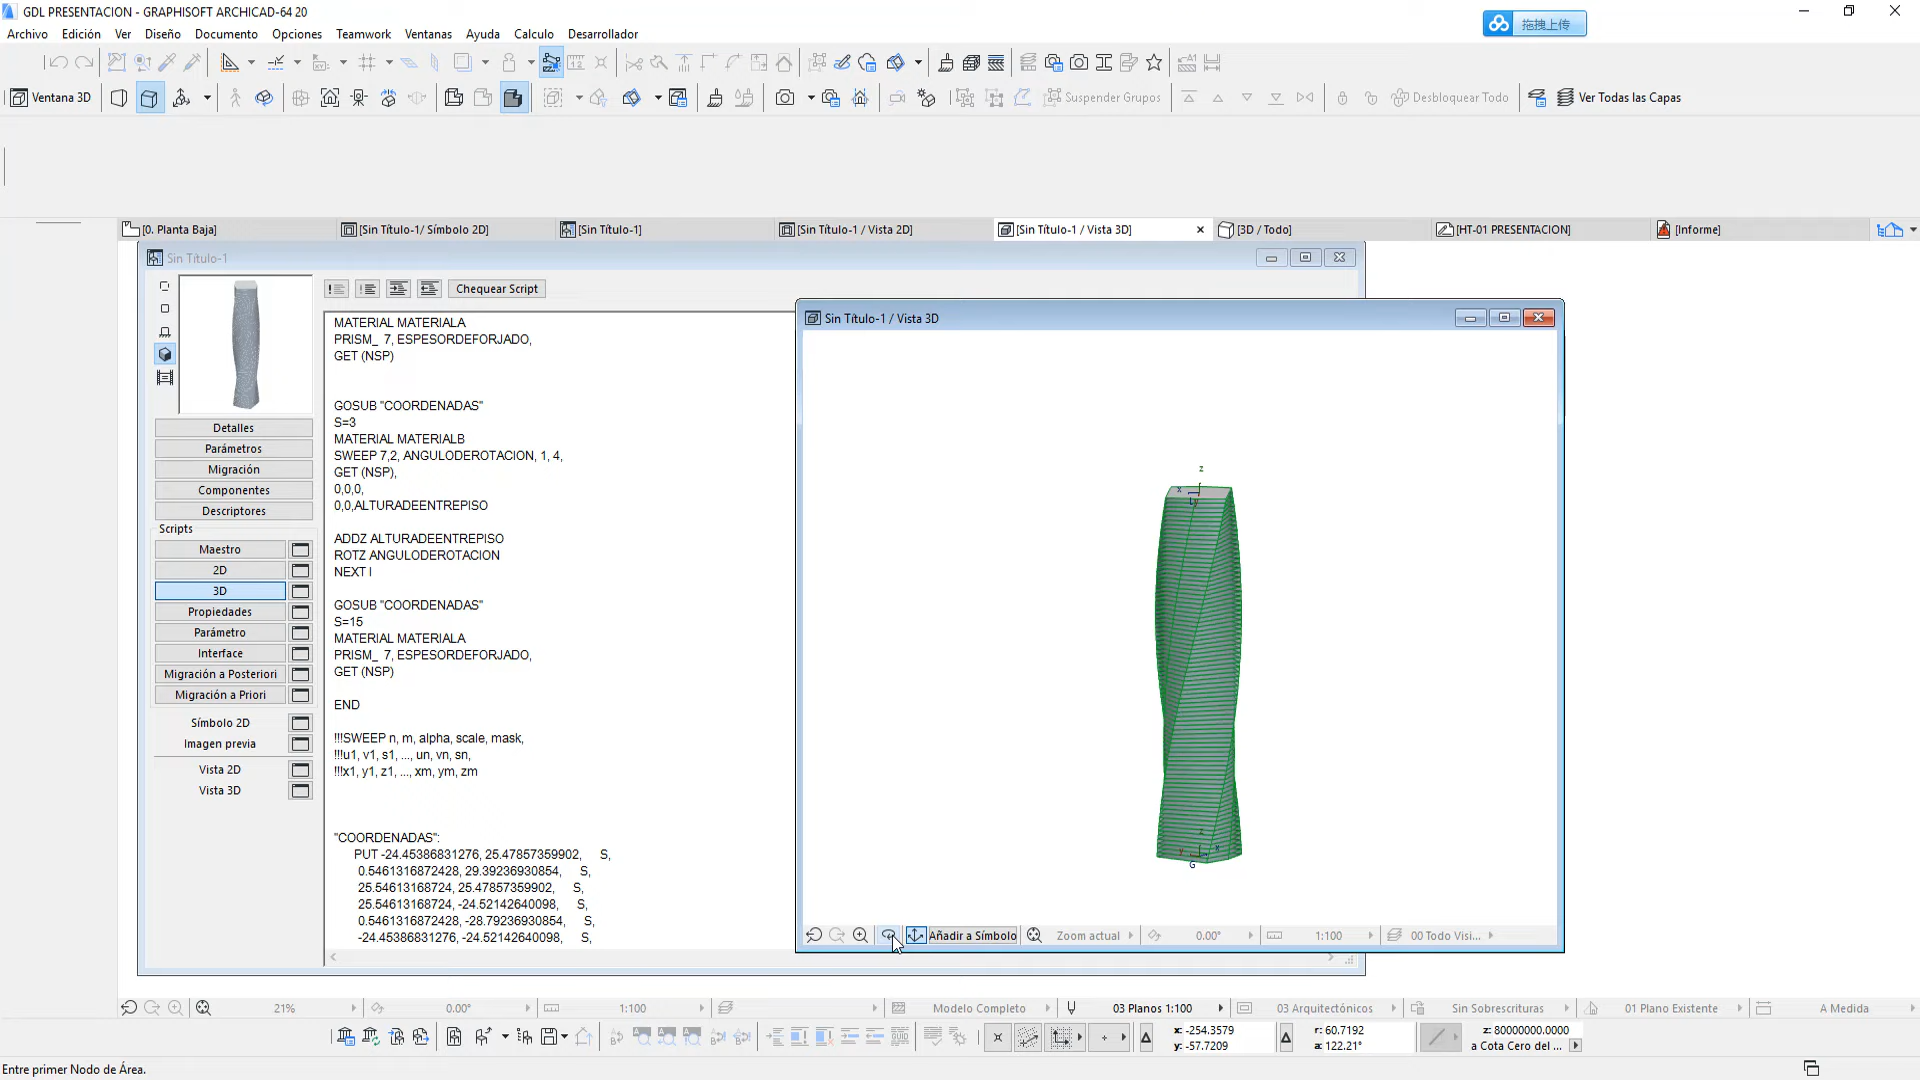 GDL PRESENTACION - GRAPHISOFT ARCHICAD-64 20
拖拽上传
Archivo Edición Ver Diseño Documento Opciones Teamwork Ventanas Ayuda Calculo Desarrollador
Ventana 3D
Suspender Grupos
Desbloquear Todo
Ver Todas las Capas
[0. Planta Baja]
[Sin Título-1/ Símbolo 2D]
[Sin Título-1]
[Sin Título-1 / Vista 2D]
[Sin Título-1 / Vista 3D]
[3D / Todo]
[HT-01 PRESENTACION]
[Informe]
Sin Título-1
Chequear Script
Detalles
Parámetros
Migración
Componentes
Descriptores
Scripts
Maestro
2D
3D
Propiedades
Parámetro
Interface
Migración a Posteriori
Migración a Priori
Símbolo 2D
Imagen previa
Vista 2D
Vista 3D
MATERIAL MATERIALA
PRISM_ 7, ESPESORDEFORJADO,
GET (NSP)
GOSUB "COORDENADAS"
S=3
MATERIAL MATERIALB
SWEEP 7,2, ANGULODEROTACION, 1, 4,
GET (NSP),
0,0,0,
0,0,ALTURADEENTREPISO
ADDZ ALTURADEENTREPISO
ROTZ ANGULODEROTACION
NEXT I
GOSUB "COORDENADAS"
S=15
MATERIAL MATERIALA
PRISM_ 7, ESPESORDEFORJADO,
GET (NSP)
END
!!!SWEEP n, m, alpha, scale, mask,
!!!u1, v1, s1, ..., un, vn, sn,
!!!x1, y1, z1, ..., xm, ym, zm
"COORDENADAS":
PUT -24.45386831276, 25.47857359902, S,
0.5461316872428, 29.39236930854, S,
25.54613168724, 25.47857359902, S,
25.54613168724, -24.52142640098, S,
0.5461316872428, -28.79236930854, S,
-24.45386831276, -24.52142640098, S,
Sin Título-1 / Vista 3D
z
x
y
G
Añadir a Símbolo
Zoom actual
0.00°
1:100
00 Todo Visi...
21%
0.00°
1:100
Modelo Completo
03 Planos 1:100
03 Arquitectónicos
Sin Sobrescrituras
01 Plano Existente
A Medida
x: -254.3579
y: -57.7209
r: 60.7192
a: 122.21°
z: 80000000.0000
a Cota Cero del ...
Entre primer Nodo de Área.